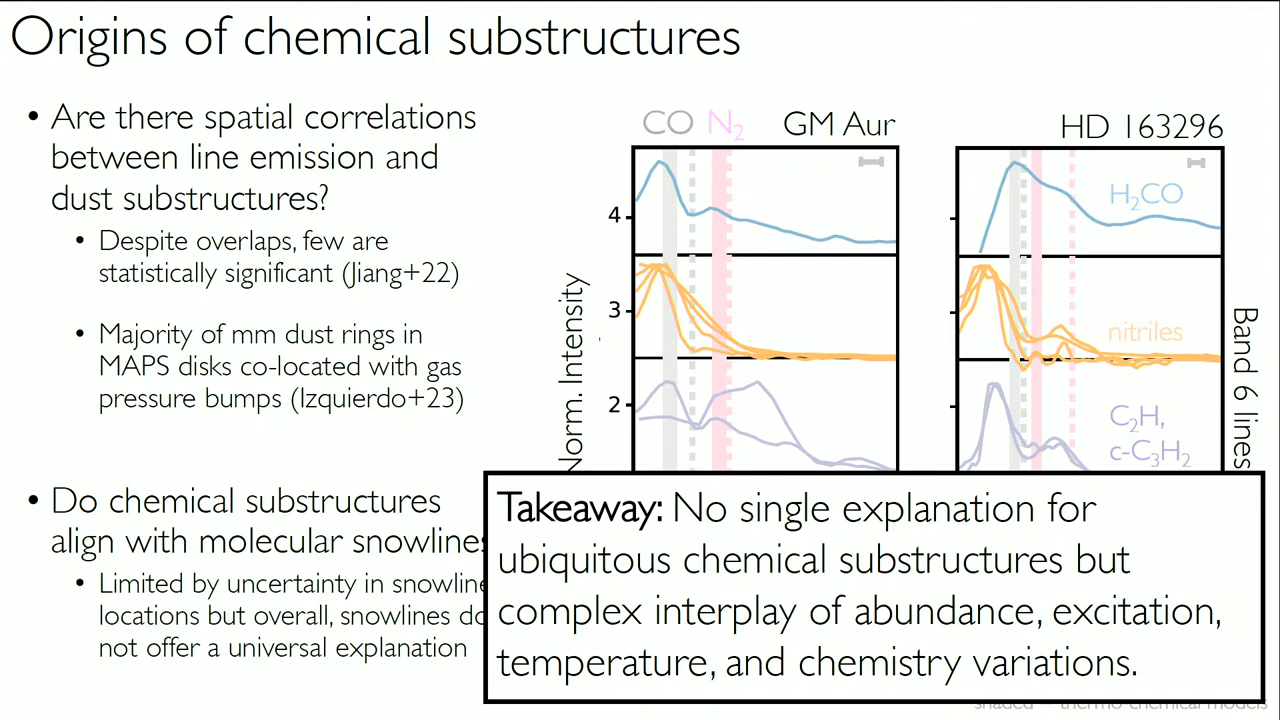 Origins of chemical substructures
• Are there spatial correlations
between line emission and
dust substructures?
• Despite overlaps, few are
statistically significant (Jiang+22)
• Majority of mm dust rings in
MAPS disks co-located with gas
pressure bumps (Izquierdo+23)
• Do chemical substructures
align with molecular snowlines
• Limited by uncertainty in snowline
locations but overall, snowlines do
not offer a universal explanation
CO N₂ GM Aur
HD 163296
4
3
2
Norm. Intensity
H₂CO
nitriles
C₂H,
c-C₃H₂
Band 6 lines
Takeaway: No single explanation for
ubiquitous chemical substructures but
complex interplay of abundance, excitation,
temperature, and chemistry variations.
shaded thermo-chemical models